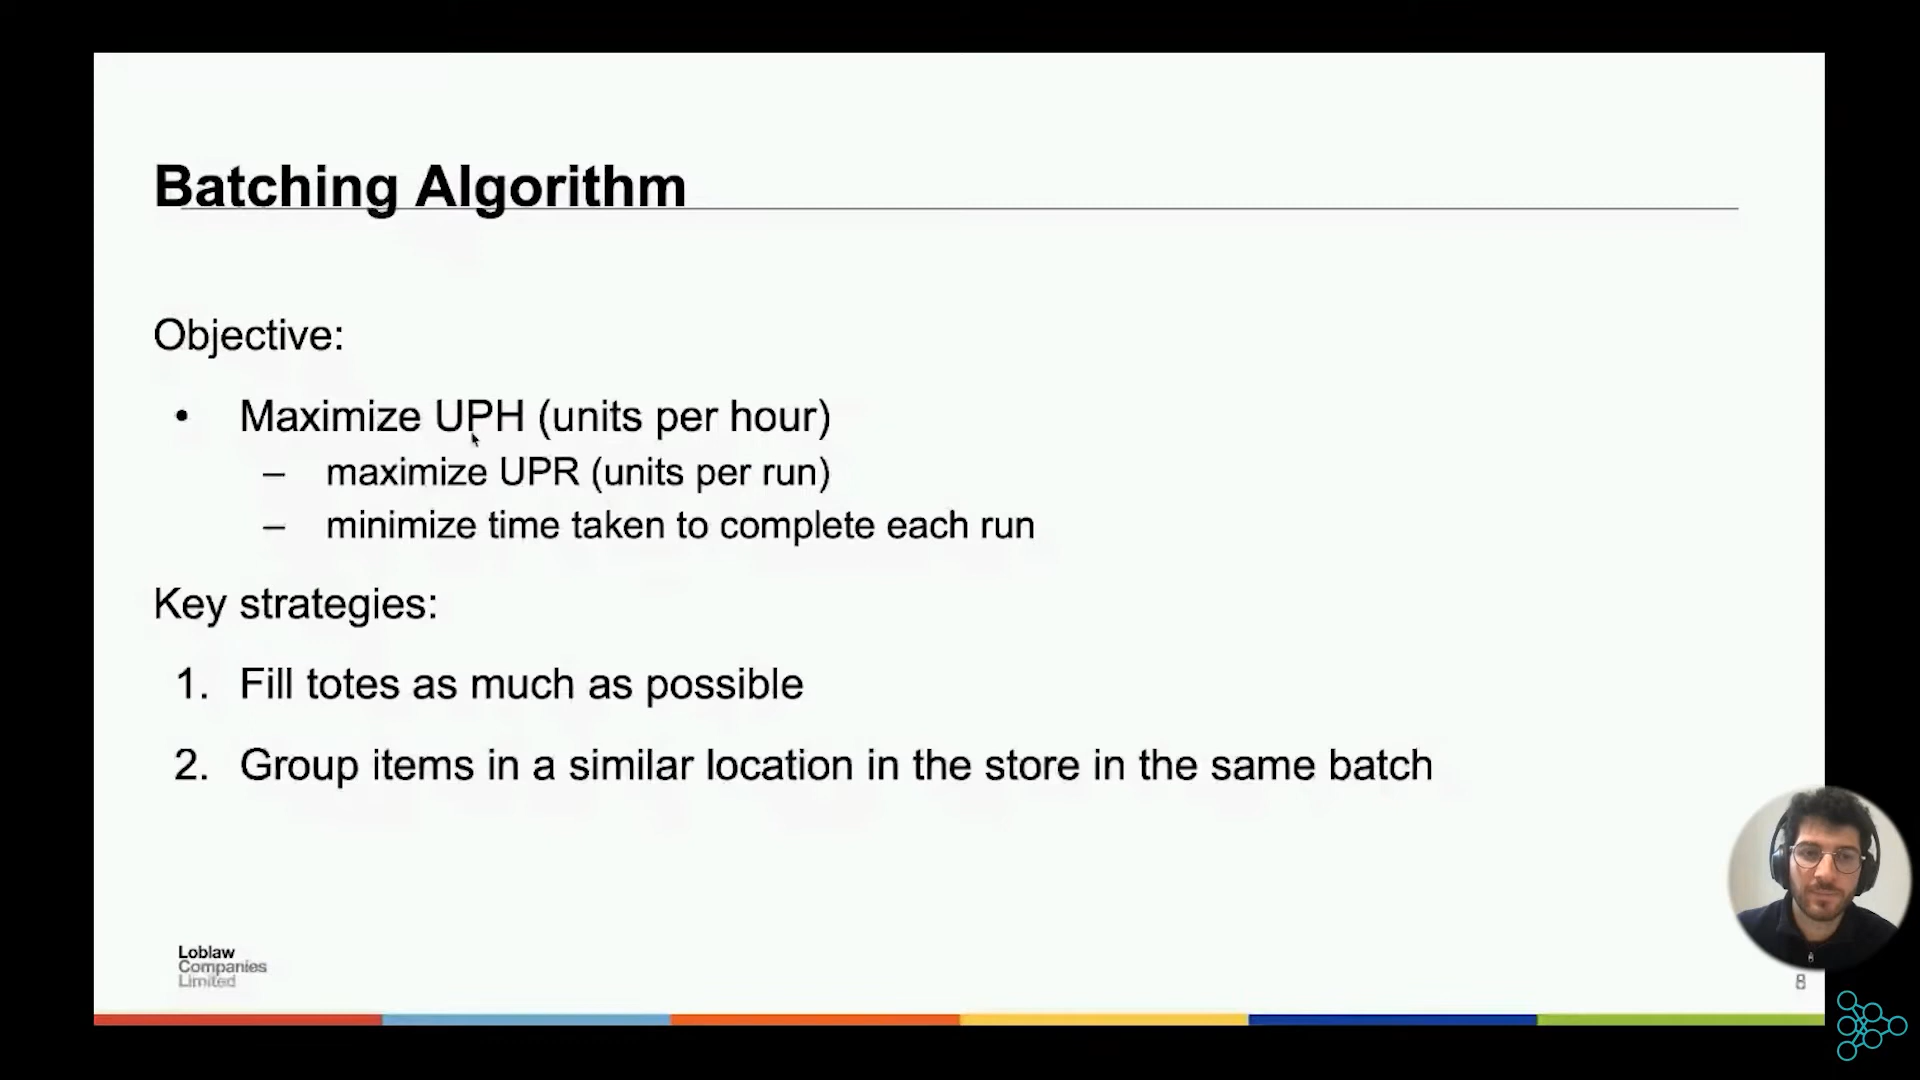 Batching Algorithm
Objective:
• Maximize UPH (units per hour)
– maximize UPR (units per run)
– minimize time taken to complete each run
Key strategies:
1. Fill totes as much as possible
2. Group items in a similar location in the store in the same batch
Loblaw
Companies
Limited
8